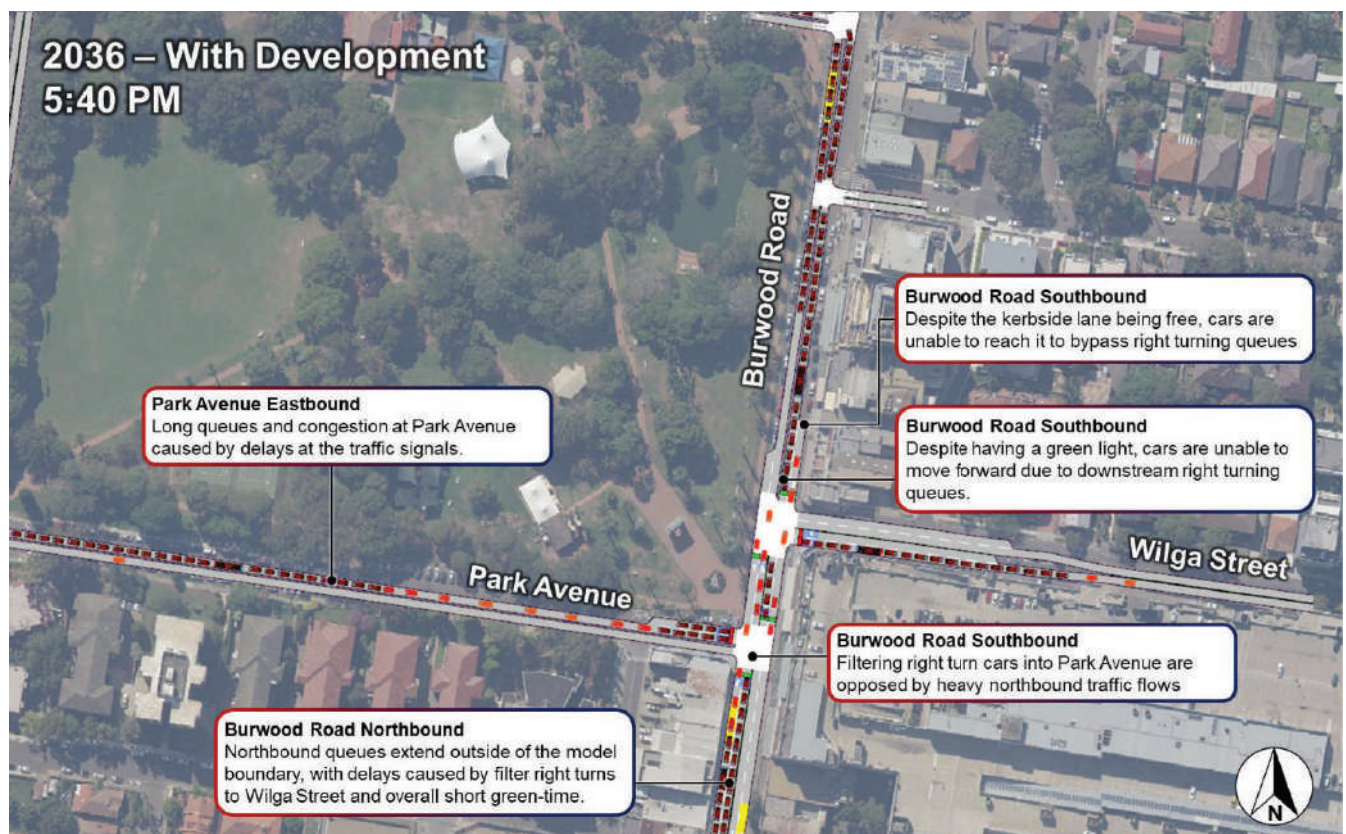 2036 – With Development
5:40 PM
Burwood Road
Burwood Road Southbound
Despite the kerbside lane being free, cars are
unable to reach it to bypass right turning queues
Park Avenue Eastbound
Long queues and congestion at Park Avenue
caused by delays at the traffic signals.
Burwood Road Southbound
Despite having a green light, cars are unable to
move forward due to downstream right turning
queues.
Wilga Street
Park Avenue
Burwood Road Southbound
Filtering right turn cars into Park Avenue are
opposed by heavy northbound traffic flows
Burwood Road Northbound
Northbound queues extend outside of the model
boundary, with delays caused by filter right turns
to Wilga Street and overall short green-time.
N